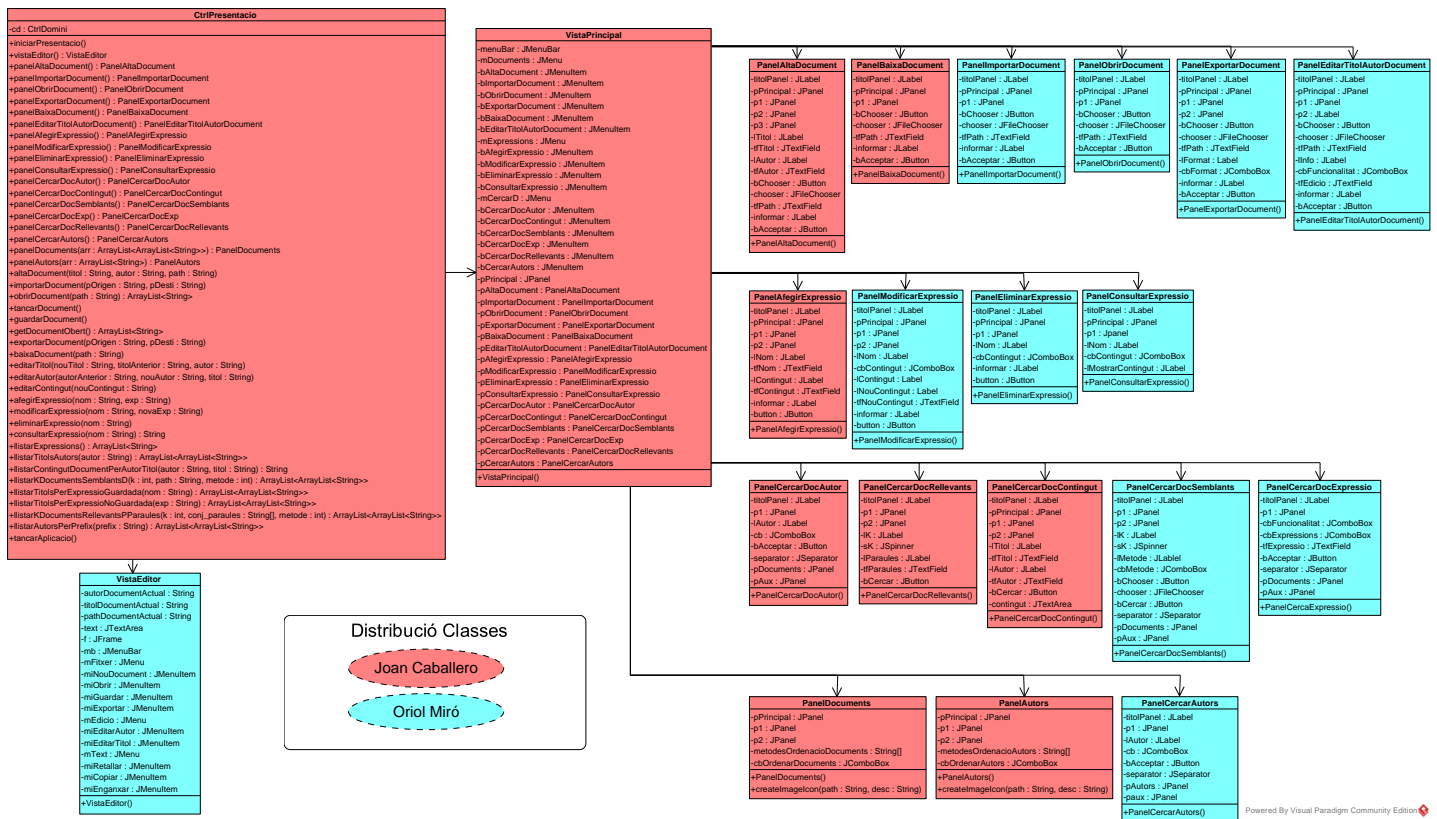 CtrlPresentacio
-cd : CtrlDomini
+iniciarPresentacio()
+vistaEditor() : VistaEditor
+panelAltaDocument() : PanelAltaDocument
+panelImportarDocument() : PanelImportarDocument
+panelObrirDocument() : PanelObrirDocument
+panelExportarDocument() : PanelExportarDocument
+panelBaixaDocument() : PanelBaixaDocument
+panelEditarTitolAutorDocument() : PanelEditarTitolAutorDocument
+panelAfegirExpressio() : PanelAfegirExpressio
+panelModificarExpressio() : PanelModificarExpressio
+panelEliminarExpressio() : PanelEliminarExpressio
+panelConsultarExpressio() : PanelConsultarExpressio
+panelCercarDocAutor() : PanelCercarDocAutor
+panelCercarDocContingut() : PanelCercarDocContingut
+panelCercarDocSemblants() : PanelCercarDocSemblants
+panelCercarDocExp() : PanelCercarDocExp
+panelCercarDocRellevants() : PanelCercarDocRellevants
+panelCercarAutors() : PanelCercarAutors
+panelDocuments(arr : ArrayList<ArrayList<String>>) : PanelDocuments
+panelAutors(arr : ArrayList<String>) : PanelAutors
+altaDocument(titol : String, autor : String, path : String)
+importarDocument(pOrigen : String, pDesti : String)
+obrirDocument(path : String) : ArrayList<String>
+tancarDocument()
+guardarDocument()
+getDocumentObert() : ArrayList<String>
+exportarDocument(pOrigen : String, pDesti : String)
+baixaDocument(path : String)
+editarTitol(nouTitol : String, titolAnterior : String, autor : String)
+editarAutor(autorAnterior : String, nouAutor : String, titol : String)
+editarContingut(nouContingut : String)
+afegirExpressio(nom : String, exp : String)
+modificarExpressio(nom : String, novaExp : String)
+eliminarExpressio(nom : String)
+consultarExpressio(nom : String) : String
+llistarExpressions() : ArrayList<String>
+llistarTitolsAutors(autor : String) : ArrayList<ArrayList<String>>
+llistarContingutDocumentPerAutorTitol(autor : String, titol : String) : String
+llistarKDocumentsSemblantsD(k : int, path : String, metode : int) : ArrayList<ArrayList<String>>
+llistarTitolsPerExpressioGuardada(nom : String) : ArrayList<ArrayList<String>>
+llistarTitolsPerExpressioNoGuardada(exp : String) : ArrayList<ArrayList<String>>
+llistarKDocumentsRellevantsPParaules(k : int, conj_paraules : String[], metode : int) : ArrayList<ArrayList<String>>
+llistarAutorsPerPrefix(prefix : String) : ArrayList<ArrayList<String>>
+tancarAplicacio()
VistaEditor
-autorDocumentActual : String
-titolDocumentActual : String
-pathDocumentActual : String
-text : JTextArea
-f : JFrame
-mb : JMenuBar
-mFitxer : JMenu
-miNouDocument : JMenuItem
-miObrir : JMenuItem
-miGuardar : JMenuItem
-miExportar : JMenuItem
-mEdicio : JMenu
-miEditarAutor : JMenuItem
-miEditarTitol : JMenuItem
-mText : JMenu
-miRetallar : JMenuItem
-miCopiar : JMenuItem
-miEnganxar : JMenuItem
+VistaEditor()
Distribució Classes
Joan Caballero
Oriol Miró
VistaPrincipal
-menuBar : JMenuBar
-mDocuments : JMenu
-bAltaDocument : JMenuItem
-bImportarDocument : JMenuItem
-bObrirDocument : JMenuItem
-bExportarDocument : JMenuItem
-bBaixaDocument : JMenuItem
-bEditarTitolAutorDocument : JMenuItem
-mExpressions : JMenu
-bAfegirExpressio : JMenuItem
-bModificarExpressio : JMenuItem
-bEliminarExpressio : JMenuItem
-bConsultarExpressio : JMenuItem
-mCercarD : JMenu
-bCercarDocAutor : JMenuItem
-bCercarDocContingut : JMenuItem
-bCercarDocSemblants : JMenuItem
-bCercarDocExp : JMenuItem
-bCercarDocRellevants : JMenuItem
-bCercarAutors : JMenuItem
-pPrincipal : JPanel
-pAltaDocument : PanelAltaDocument
-pImportarDocument : PanelImportarDocument
-pObrirDocument : PanelObrirDocument
-pExportarDocument : PanelExportarDocument
-pBaixaDocument : PanelBaixaDocument
-pEditarTitolAutorDocument : PanelEditarTitolAutorDocument
-pAfegirExpressio : PanelAfegirExpressio
-pModificarExpressio : PanelModificarExpressio
-pEliminarExpressio : PanelEliminarExpressio
-pConsultarExpressio : PanelConsultarExpressio
-pCercarDocAutor : PanelCercarDocAutor
-pCercarDocContingut : PanelCercarDocContingut
-pCercarDocSemblants : PanelCercarDocSemblants
-pCercarDocExp : PanelCercarDocExp
-pCercarDocRellevants : PanelCercarDocRellevants
-pCercarAutors : PanelCercarAutors
+VistaPrincipal()
PanelAltaDocument
-titolPanel : JLabel
-pPrincipal : JPanel
-p1 : JPanel
-p2 : JPanel
-p3 : JPanel
-lTitol : JLabel
-tfTitol : JTextField
-lAutor : JLabel
-tfAutor : JTextField
-bChooser : JButton
-chooser : JFileChooser
-tfPath : JTextField
-informar : JLabel
-bAcceptar : JButton
+PanelAltaDocument()
PanelBaixaDocument
-titolPanel : JLabel
-pPrincipal : JPanel
-p1 : JPanel
-bChooser : JButton
-chooser : JFileChooser
-tfPath : JTextField
-informar : JLabel
-bAcceptar : JButton
+PanelBaixaDocument()
PanelImportarDocument
-titolPanel : JLabel
-pPrincipal : JPanel
-p1 : JPanel
-bChooser : JButton
-chooser : JFileChooser
-tfPath : JTextField
-informar : JLabel
-bAcceptar : JButton
+PanelImportarDocument()
PanelObrirDocument
-titolPanel : JLabel
-pPrincipal : JPanel
-p1 : JPanel
-bChooser : JButton
-chooser : JFileChooser
-tfPath : JTextField
-bAcceptar : JButton
+PanelObrirDocument()
PanelExportarDocument
-titolPanel : JLabel
-pPrincipal : JPanel
-p1 : JPanel
-p2 : JPanel
-bChooser : JButton
-chooser : JFileChooser
-tfPath : JTextField
-lFormat : Label
-cbFormat : JComboBox
-informar : JLabel
-bAcceptar : JButton
+PanelExportarDocument()
PanelEditarTitolAutorDocument
-titolPanel : JLabel
-pPrincipal : JPanel
-p1 : JPanel
-p2 : JLabel
-bChooser : JButton
-chooser : JFileChooser
-tfPath : JTextField
-lInfo : JLabel
-cbFuncionalitat : JComboBox
-tfEdicio : JTextField
-informar : JLabel
-bAcceptar : JButton
+PanelEditarTitolAutorDocument()
PanelAfegirExpressio
-titolPanel : JLabel
-pPrincipal : JPanel
-p1 : JPanel
-p2 : JPanel
-lNom : JLabel
-tfNom : JTextField
-lContingut : JLabel
-tfContingut : JTextField
-informar : JLabel
-button : JButton
+PanelAfegirExpressio()
PanelModificarExpressio
-titolPanel : JLabel
-pPrincipal : JPanel
-p1 : JPanel
-p2 : JPanel
-lNom : JLabel
-cbContingut : JComboBox
-lContingut : Label
-lNouContingut : Label
-tfNouContingut : JTextField
-informar : JLabel
-button : JButton
+PanelModificarExpressio()
PanelEliminarExpressio
-titolPanel : JLabel
-pPrincipal : JPanel
-p1 : JPanel
-lNom : JLabel
-cbContingut : JComboBox
-informar : JLabel
-button : JButton
+PanelEliminarExpressio()
PanelConsultarExpressio
-titolPanel : JLabel
-pPrincipal : JPanel
-p1 : JPanel
-lNom : JLabel
-cbContingut : JComboBox
-lMostrarContingut : JLabel
+PanelConsultarExpressio()
PanelCercarDocAutor
-titolPanel : JLabel
-p1 : JPanel
-lAutor : JLabel
-cb : JComboBox
-bAcceptar : JButton
-separator : JSeparator
-pDocuments : JPanel
-pAux : JPanel
+PanelCercarDocAutor()
PanelCercarDocRellevants
-titolPanel : JLabel
-p1 : JPanel
-p2 : JPanel
-lK : JLabel
-sK : JSpinner
-lParaules : JLabel
-tfParaules : JTextField
-bCercar : JButton
+PanelCercarDocRellevants()
PanelCercarDocContingut
-titolPanel : JLabel
-pPrincipal : JPanel
-p1 : JPanel
-p2 : JPanel
-lTitol : JLabel
-tfTitol : JTextField
-lAutor : JLabel
-tfAutor : JTextField
-bCercar : JButton
-contingut : JTextArea
+PanelCercarDocContingut()
PanelCercarDocSemblants
-titolPanel : JLabel
-p1 : JPanel
-p2 : JPanel
-lK : JLabel
-sK : JSpinner
-lMetode : JLabel
-cbMetode : JComboBox
-bChooser : JButton
-chooser : JFileChooser
-bCercar : JButton
-separator : JSeparator
-pDocuments : JPanel
-pAux : JPanel
+PanelCercarDocSemblants()
PanelCercarDocExpressio
-titolPanel : JLabel
-p1 : JPanel
-cbFuncionalitat : JComboBox
-cbExpressions : JComboBox
-tfExpressio : JTextField
-bAcceptar : JButton
-separator : JSeparator
-pDocuments : JPanel
-pAux : JPanel
+PanelCercaExpressio()
PanelDocuments
-pPrincipal : JPanel
-p1 : JPanel
-p2 : JPanel
-metodesOrdenacioDocuments : String[]
-cbOrdenarDocuments : JComboBox
+PanelDocuments()
+createImageIcon(path : String, desc : String)
PanelAutors
-pPrincipal : JPanel
-p1 : JPanel
-p2 : JPanel
-metodesOrdenacioAutors : String[]
-cbOrdenarAutors : JComboBox
+PanelAutors()
+createImageIcon(path : String, desc : String)
PanelCercarAutors
-titolPanel : JLabel
-p1 : JPanel
-lAutor : JLabel
-cb : JComboBox
-bAcceptar : JButton
-separator : JSeparator
-pAutors : JPanel
-paux : JPanel
+PanelCercarAutors()
Powered By Visual Paradigm Community Edition